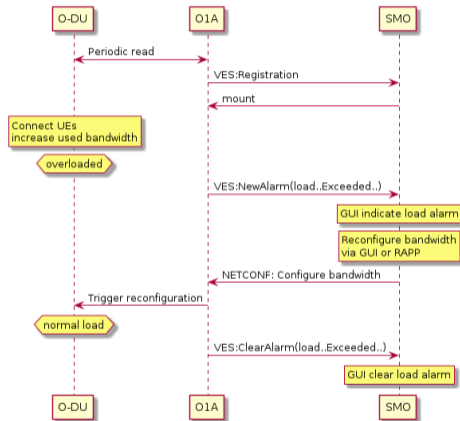 O-DU O1A SMO
Periodic read
VES:Registration
mount
Connect UEs
increase used bandwidth
overloaded
VES:NewAlarm(load..Exceeded..)
GUI indicate load alarm
Reconfigure bandwidth
via GUI or RAPP
NETCONF: Configure bandwidth
Trigger reconfiguration
normal load
VES:ClearAlarm(load..Exceeded..)
GUI clear load alarm
O-DU O1A SMO